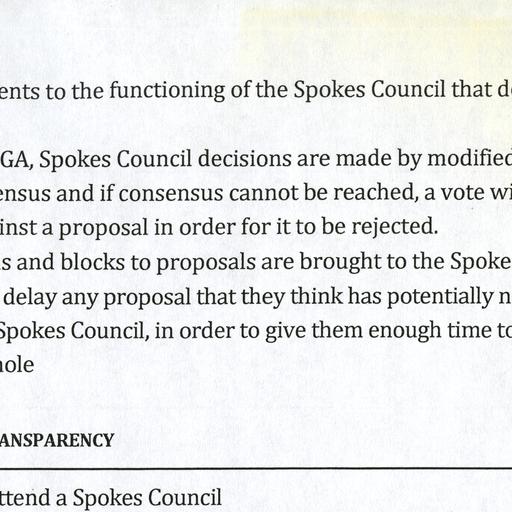 ents to the functioning of the Spokes Council that d
GA, Spokes Council decisions are made by modified
ensus and if consensus cannot be reached, a vote wi
inst a proposal in order for it to be rejected.
s and blocks to proposals are brought to the Spoke
delay any proposal that they think has potentially n
Spokes Council, in order to give them enough time to
hole
ANSPARENCY
ttend a Spokes Council